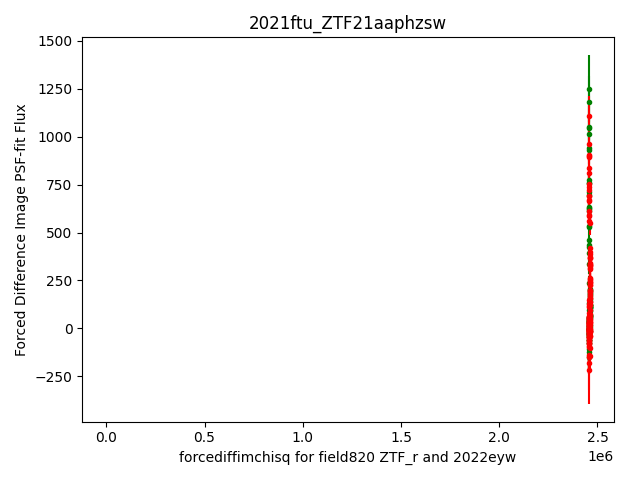 2021ftu_ZTF21aaphzsw
Forced Difference Image PSF-fit Flux
1500
1250
1000
750
500
250
0
−250
0.0 0.5 1.0 1.5 2.0 2.5
1e6
forcediffimchisq for field820 ZTF_r and 2022eyw